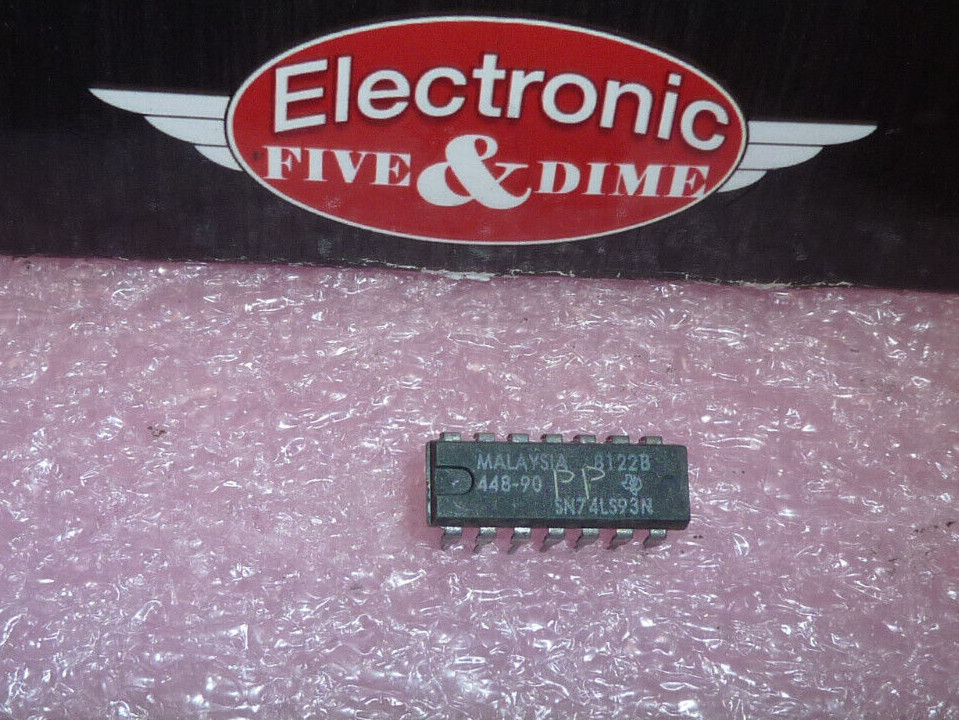 Electronic
FIVE & DIME
MALAYSIA 8122B
448-90 PP
SN74LS93N